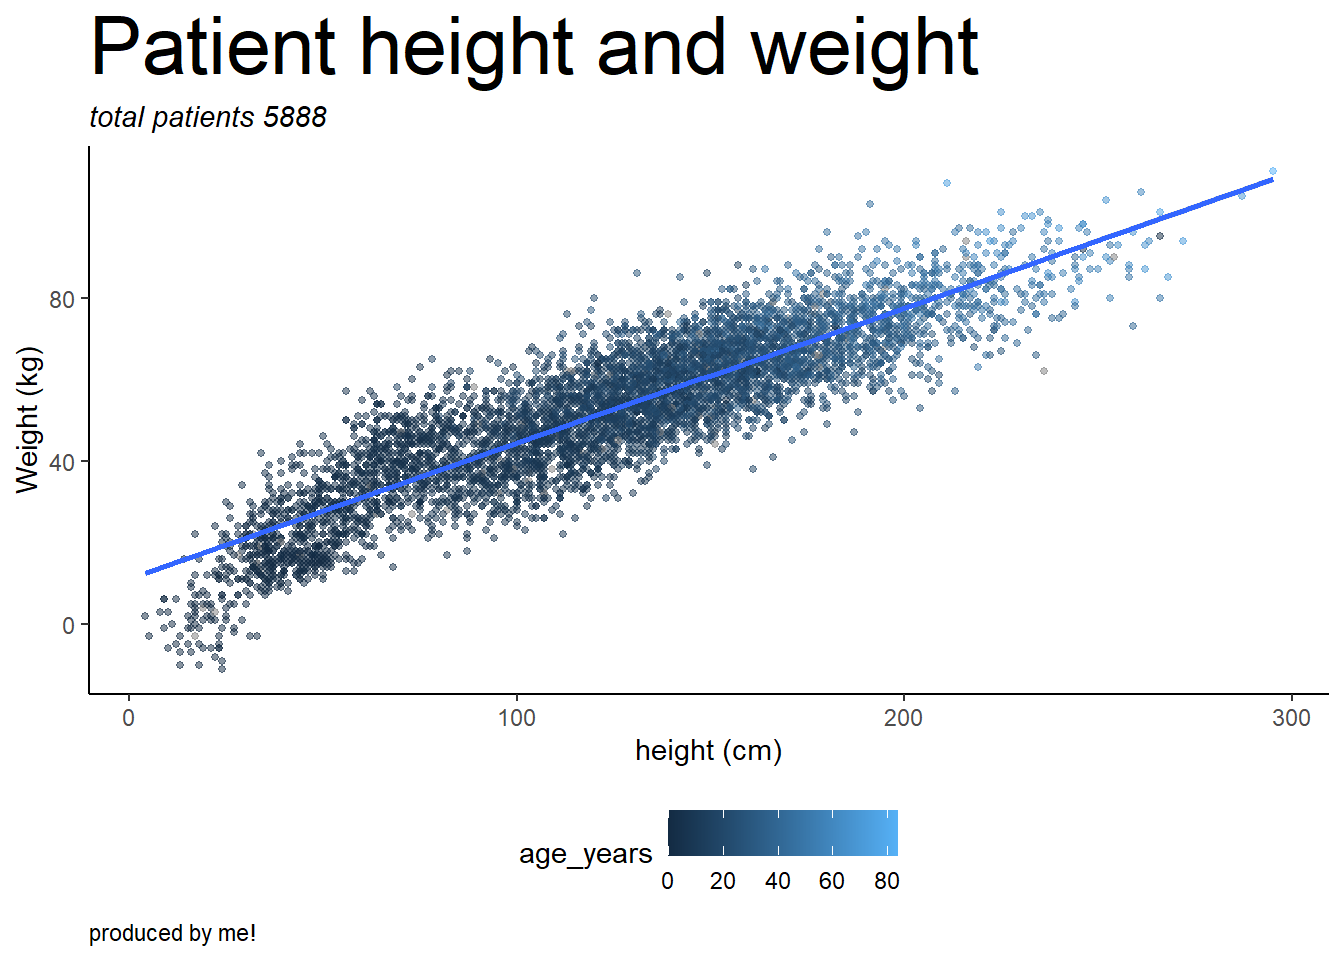 Patient height and weight
total patients 5888
Weight (kg)
80
40
0
0 100 200 300
height (cm)
age_years
0 20 40 60 80
produced by me!